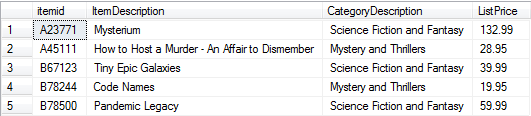 itemid ItemDescription CategoryDescription ListPrice
1 A23771 Mysterium Science Fiction and Fantasy 132.99
2 A45111 How to Host a Murder - An Affair to Dismember Mystery and Thrillers 28.95
3 B67123 Tiny Epic Galaxies Science Fiction and Fantasy 39.99
4 B78244 Code Names Mystery and Thrillers 19.95
5 B78500 Pandemic Legacy Science Fiction and Fantasy 59.99